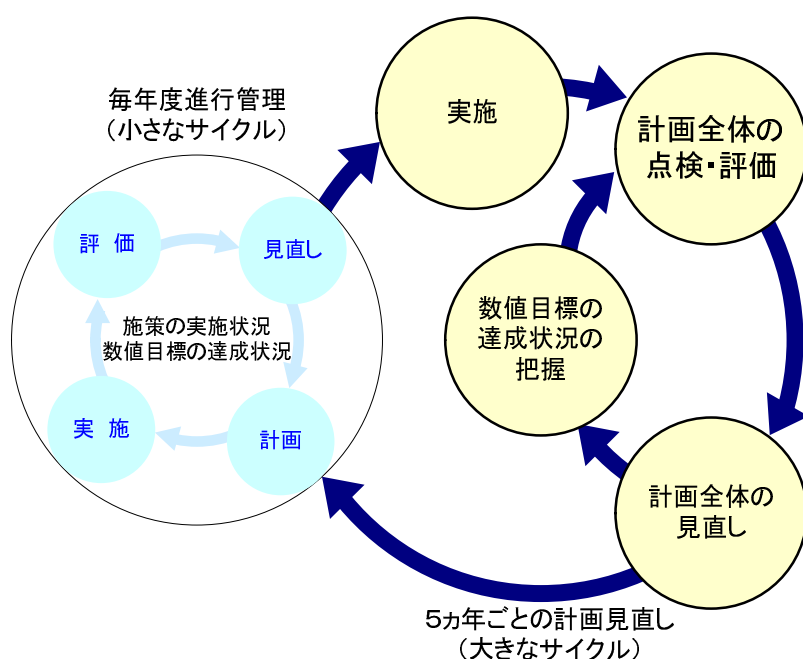 毎年度進行管理
（小さなサイクル）
評　価
見直し
施策の実施状況
数値目標の達成状況
実　施
計画
実施
計画全体の
点検・評価
数値目標の
達成状況の
把握
計画全体の
見直し
５ヵ年ごとの計画見直し
（大きなサイクル）